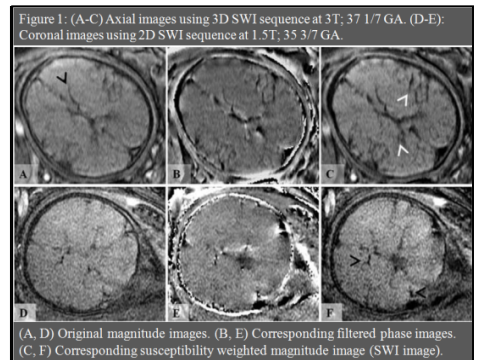 Figure 1: (A-C) Axial images using 3D SWI sequence at 3T; 37 1/7 GA. (D-E):
Coronal images using 2D SWI sequence at 1.5T; 35 3/7 GA.
A B C
D E F
(A, D) Original magnitude images. (B, E) Corresponding filtered phase images.
(C, F) Corresponding susceptibility weighted magnitude image (SWI image).